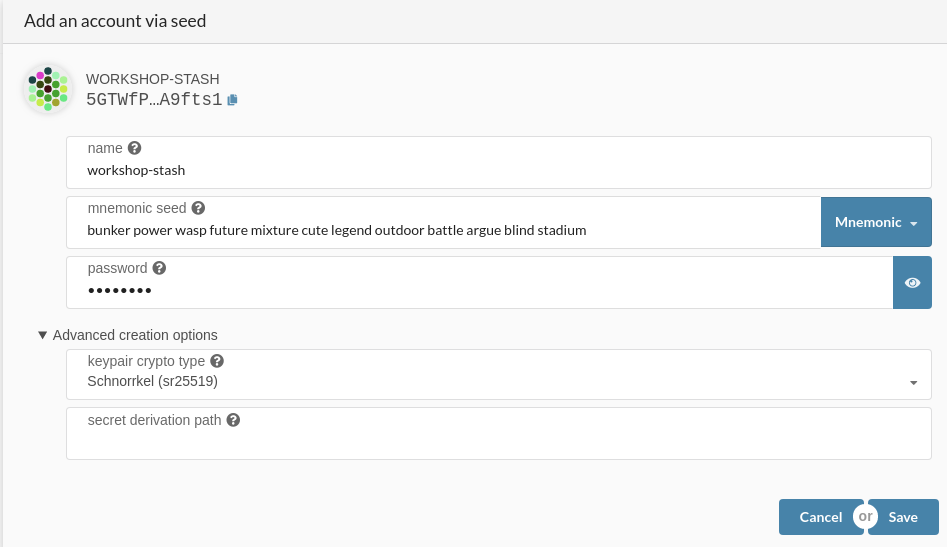 Add an account via seed
WORKSHOP-STASH
5GTWfP…A9fts1
name
workshop-stash
mnemonic seed
bunker power wasp future mixture cute legend outdoor battle argue blind stadium
Mnemonic
password
••••••••
Advanced creation options
keypair crypto type
Schnorrkel (sr25519)
secret derivation path
Cancel or Save